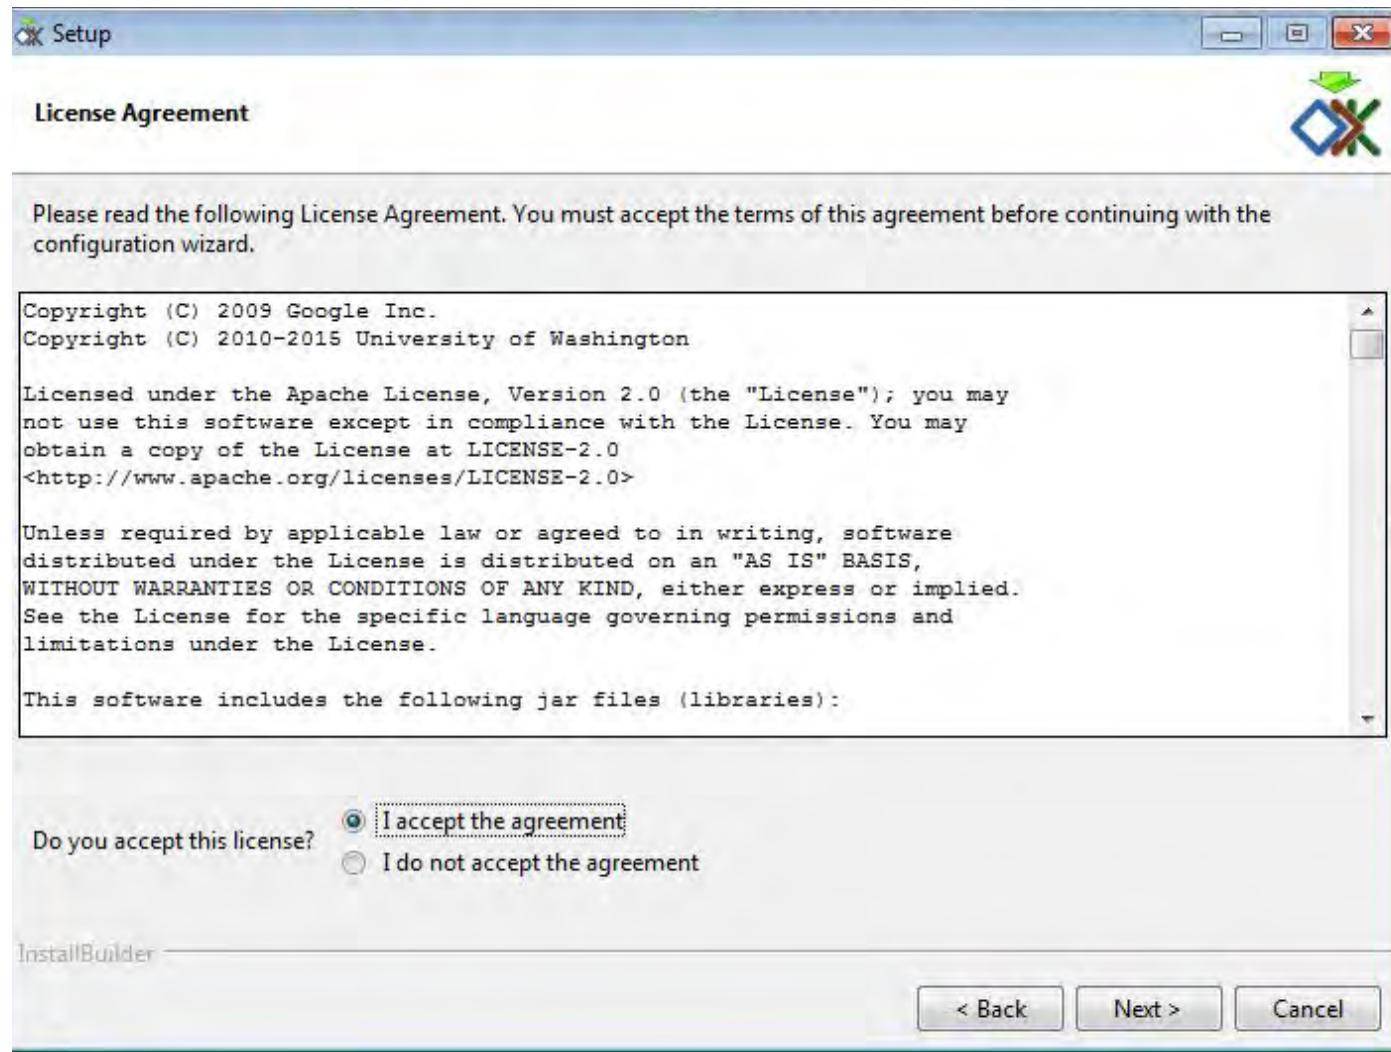 Setup
License Agreement
Please read the following License Agreement. You must accept the terms of this agreement before continuing with the
configuration wizard.
Copyright (C) 2009 Google Inc.
Copyright (C) 2010-2015 University of Washington
Licensed under the Apache License, Version 2.0 (the "License"); you may
not use this software except in compliance with the License. You may
obtain a copy of the License at LICENSE-2.0
<http://www.apache.org/licenses/LICENSE-2.0>
Unless required by applicable law or agreed to in writing, software
distributed under the License is distributed on an "AS IS" BASIS,
WITHOUT WARRANTIES OR CONDITIONS OF ANY KIND, either express or implied.
See the License for the specific language governing permissions and
limitations under the License.
This software includes the following jar files (libraries):
Do you accept this license?
I accept the agreement
I do not accept the agreement
InstallBuilder
< Back
Next >
Cancel